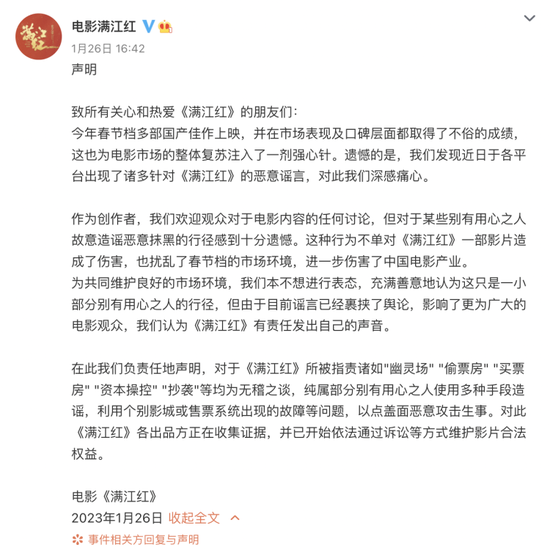 电影满江红
1月26日 16:42
声明
致所有关心和热爱《满江红》的朋友们：
今年春节档多部国产佳作上映，并在市场表现及口碑层面都取得了不俗的成绩，
这也为电影市场的整体复苏注入了一剂强心针。遗憾的是，我们发现近日于各平
台出现了诸多针对《满江红》的恶意谣言，对此我们深感痛心。
作为创作者，我们欢迎观众对于电影内容的任何讨论，但对于某些别有用心之人
故意造谣恶意抹黑的行径感到十分遗憾。这种行为不单对《满江红》一部影片造
成了伤害，也扰乱了春节档的市场环境，进一步伤害了中国电影产业。
为共同维护良好的市场环境，我们本不想进行表态，充满善意地认为这只是一小
部分别有用心之人的行径，但由于目前谣言已经裹挟了舆论，影响了更为广大的
电影观众，我们认为《满江红》有责任发出自己的声音。
在此我们负责任地声明，对于《满江红》所被指责诸如"幽灵场" "偷票房" "买票
房" "资本操控" "抄袭"等均为无稽之谈，纯属部分别有用心之人使用多种手段造
谣，利用个别影城或售票系统出现的故障等问题，以点盖面恶意攻击生事。对此
《满江红》各出品方正在收集证据，并已开始依法通过诉讼等方式维护影片合法
权益。
电影《满江红》
2023年1月26日 收起全文
事件相关方回复与声明